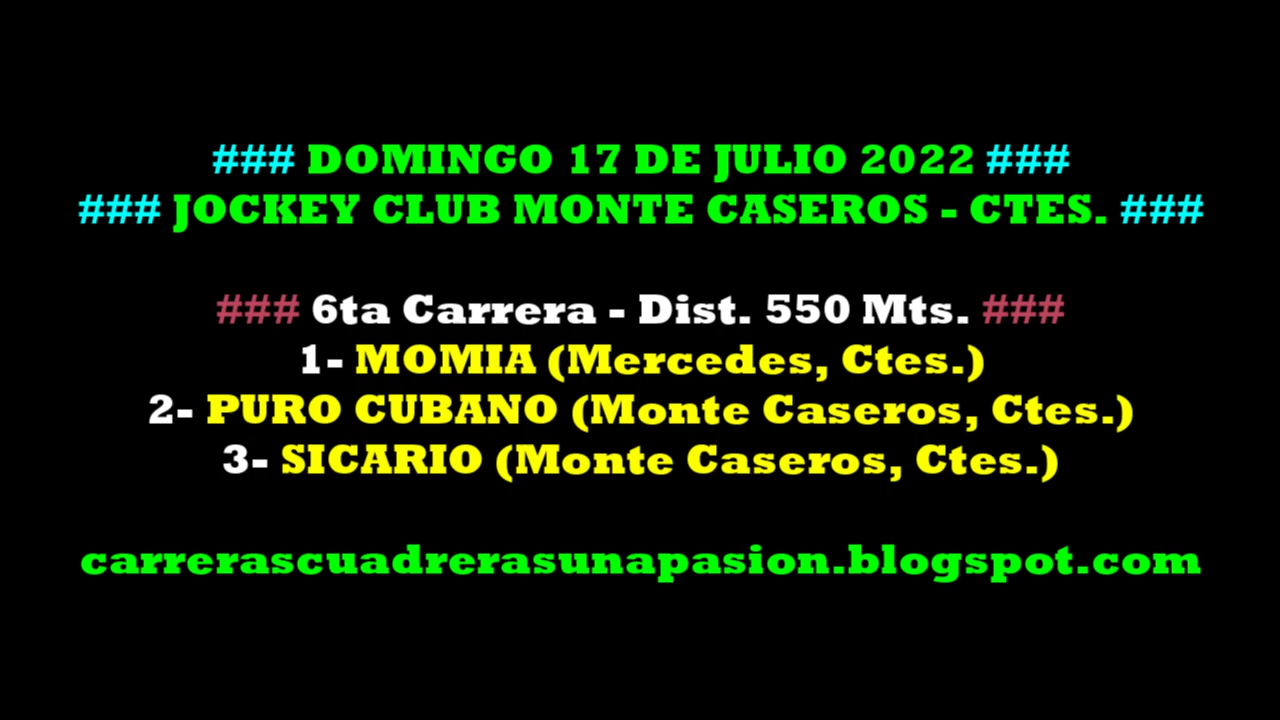 ### DOMINGO 17 DE JULIO 2022 ###
### JOCKEY CLUB MONTE CASEROS - CTES. ###
### 6ta Carrera - Dist. 550 Mts. ###
1- MOMIA (Mercedes, Ctes.)
2- PURO CUBANO (Monte Caseros, Ctes.)
3- SICARIO (Monte Caseros, Ctes.)
carrerascuadrerasunapasion.blogspot.com